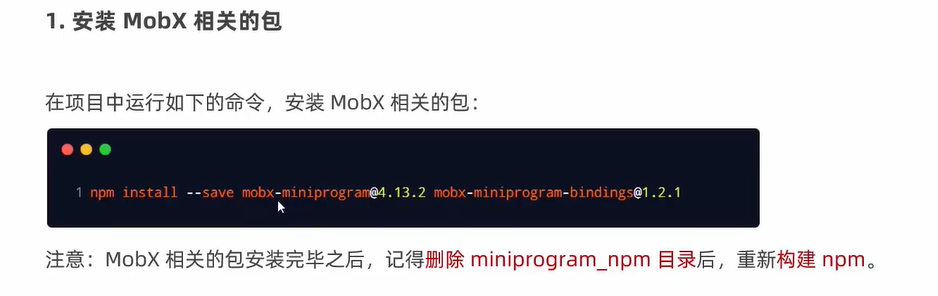 1. 安装 MobX 相关的包
在项目中运行如下的命令，安装 MobX 相关的包：
1 npm install --save mobx-miniprogram@4.13.2 mobx-miniprogram-bindings@1.2.1
注意：MobX 相关的包安装完毕之后，记得删除 miniprogram_npm 目录后，重新构建 npm。